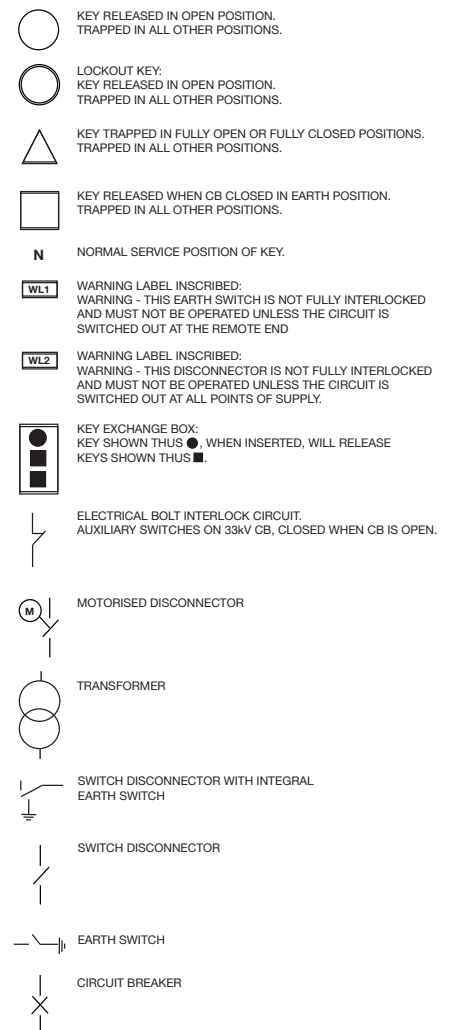 KEY RELEASED IN OPEN POSITION.
TRAPPED IN ALL OTHER POSITIONS.
LOCKOUT KEY:
KEY RELEASED IN OPEN POSITION.
TRAPPED IN ALL OTHER POSITIONS.
KEY TRAPPED IN FULLY OPEN OR FULLY CLOSED POSITIONS.
TRAPPED IN ALL OTHER POSITIONS.
KEY RELEASED WHEN CB CLOSED IN EARTH POSITION.
TRAPPED IN ALL OTHER POSITIONS.
N NORMAL SERVICE POSITION OF KEY.
WL1 WARNING LABEL INSCRIBED:
WARNING - THIS EARTH SWITCH IS NOT FULLY INTERLOCKED
AND MUST NOT BE OPERATED UNLESS THE CIRCUIT IS
SWITCHED OUT AT THE REMOTE END
WL2 WARNING LABEL INSCRIBED:
WARNING - THIS DISCONNECTOR IS NOT FULLY INTERLOCKED
AND MUST NOT BE OPERATED UNLESS THE CIRCUIT IS
SWITCHED OUT AT ALL POINTS OF SUPPLY.
KEY EXCHANGE BOX:
KEY SHOWN THUS ●, WHEN INSERTED, WILL RELEASE
KEYS SHOWN THUS ■.
ELECTRICAL BOLT INTERLOCK CIRCUIT.
AUXILIARY SWITCHES ON 33kV CB, CLOSED WHEN CB IS OPEN.
M MOTORISED DISCONNECTOR
TRANSFORMER
SWITCH DISCONNECTOR WITH INTEGRAL
EARTH SWITCH
SWITCH DISCONNECTOR
EARTH SWITCH
CIRCUIT BREAKER